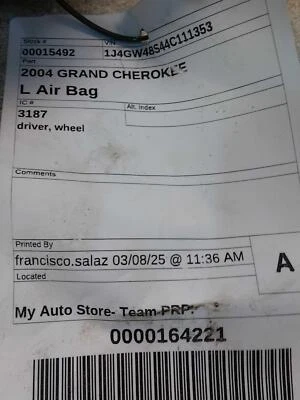 Stock #
VIN
00015492
1J4GW48S44C111353
Part
2004 GRAND CHEROKEE
L Air Bag
IC #
Alt. Index
3187
driver, wheel
Comments
Printed By
francisco.salaz 03/08/25 @ 11:36 AM
A
Located
My Auto Store- Team PRP:
0000164221